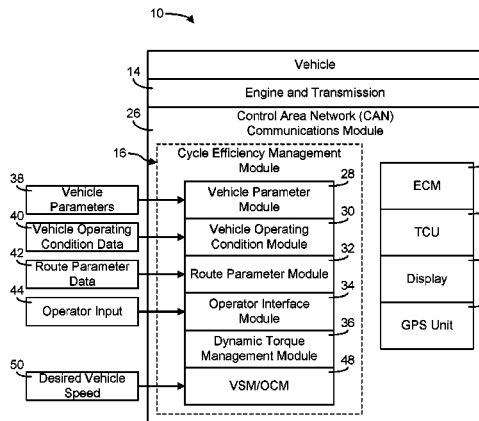 10
Vehicle
14
Engine and Transmission
26
Control Area Network (CAN)
Communications Module
16
Cycle Efficiency Management
Module
38
Vehicle
Parameters
28
Vehicle Parameter
Module
ECM
40
Vehicle Operating
Condition Data
30
Vehicle Operating
Condition Module
TCU
42
Route Parameter
Data
32
Route Parameter Module
Display
44
Operator Input
34
Operator Interface
Module
GPS Unit
36
Dynamic Torque
Management Module
50
Desired Vehicle
Speed
48
VSM/OCM